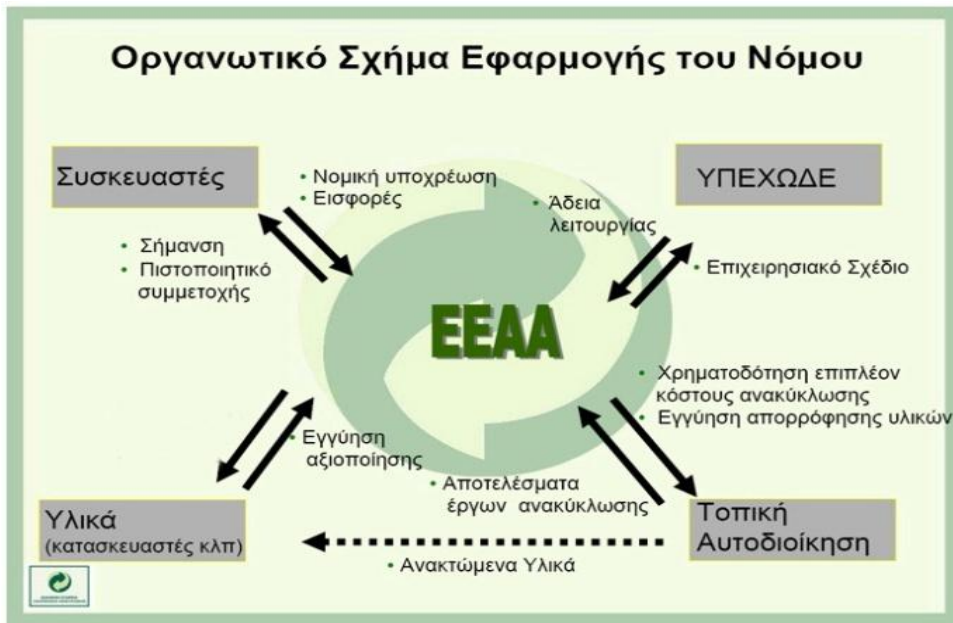 Οργανωτικό Σχήμα Εφαρμογής του Νόμου
Συσκευαστές
• Νομική υποχρέωση
• Εισφορές
ΥΠΕΧΩΔΕ
• Άδεια
λειτουργίας
• Σήμανση
• Πιστοποιητικό
συμμετοχής
• Επιχειρησιακό Σχέδιο
ΕΕΑΑ
• Χρηματοδότηση επιπλέον
κόστους ανακύκλωσης
• Εγγύηση απορρόφησης υλικών
• Εγγύηση
αξιοποίησης
• Αποτελέσματα
έργων ανακύκλωσης
Υλικά
(κατασκευαστές κλπ)
Τοπική
Αυτοδιοίκηση
• Ανακτώμενα Υλικά